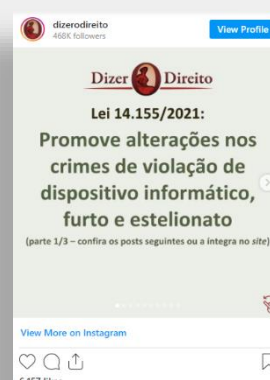 dizerodireito
468K followers
View Profile
Dizer Direito
Lei 14.155/2021:
Promove alterações nos
crimes de violação de
dispositivo informático,
furto e estelionato
(parte 1/3 – confira os posts seguintes ou a íntegra no site)
View More on Instagram
likes